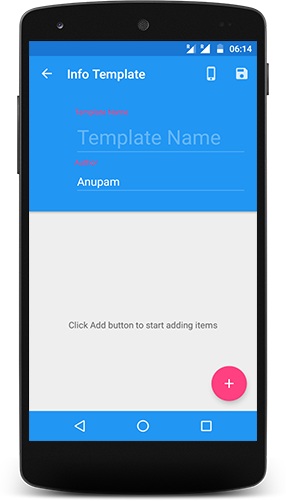 06:14
Info Template
Template Name
Template Name
Author
Anupam
Click Add button to start adding items
+